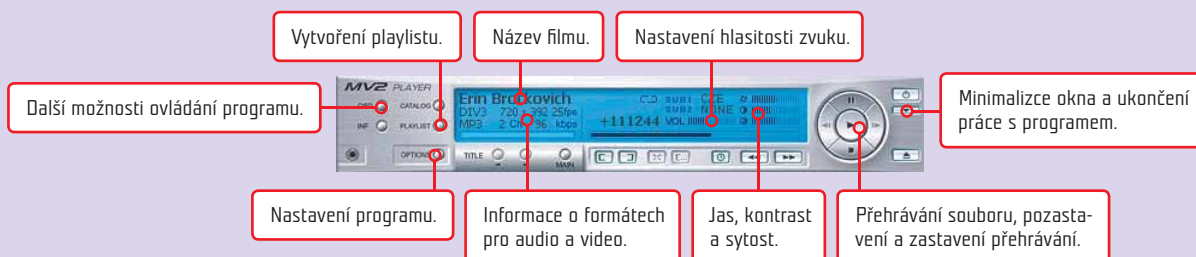 Vytvoření playlistu.
Název filmu.
Nastavení hlasitosti zvuku.
Další možnosti ovládání programu.
Minimalizce okna a ukončení
práce s programem.
MV2 PLAYER
OSD CATALOG
INF PLAYLIST
OPTIONS
Erin Brockovich
DIV3 720 x 392 25fps
MP3 2 Ch 96 kbps
SUB1 CZE
SUB2 NONE
+111244 VOL
TITLE
MAIN
Nastavení programu.
Informace o formátech
pro audio a video.
Jas, kontrast
a sytost.
Přehrávání souboru, pozasta-
vení a zastavení přehrávání.